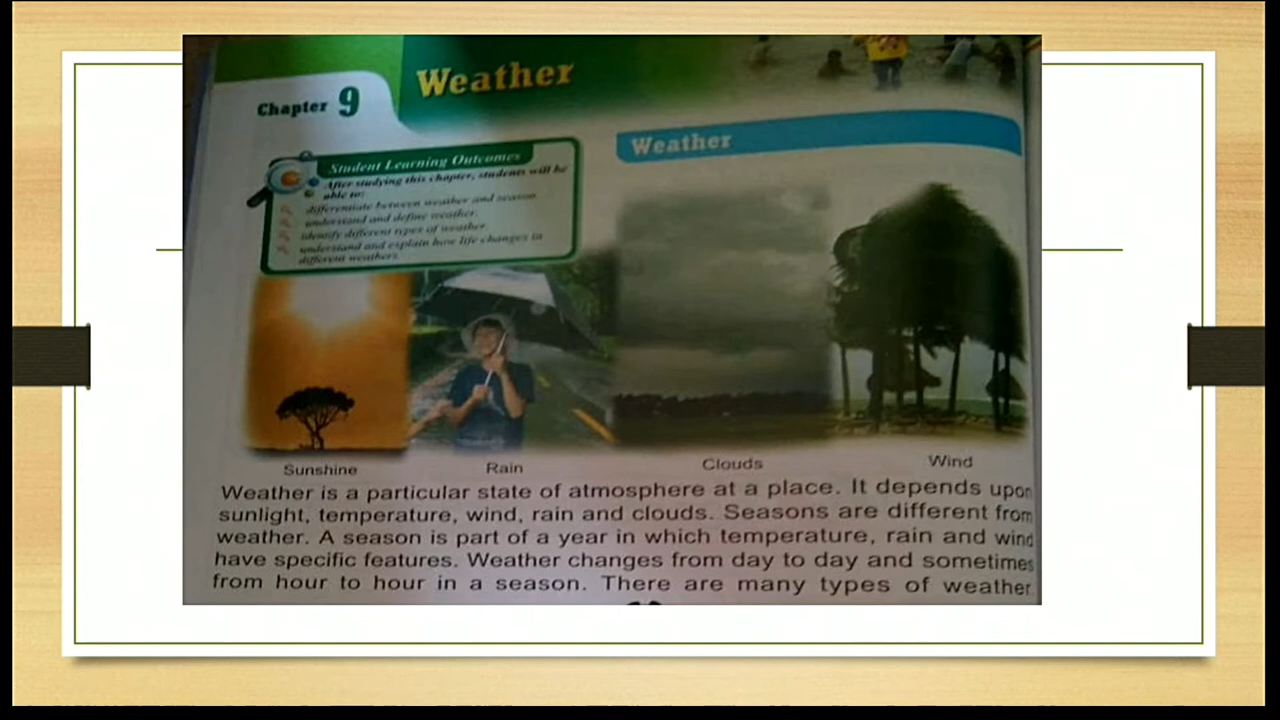 Chapter 9
Weather
Student Learning Outcomes
After studying this chapter, students will be
able to:
differentiate between weather and season.
understand and define weather.
identify different types of weather.
understand and explain how life changes in
different weathers.
Weather
Sunshine
Rain
Clouds
Wind
Weather is a particular state of atmosphere at a place. It depends upon
sunlight, temperature, wind, rain and clouds. Seasons are different from
weather. A season is part of a year in which temperature, rain and wind
have specific features. Weather changes from day to day and sometimes
from hour to hour in a season. There are many types of weather.